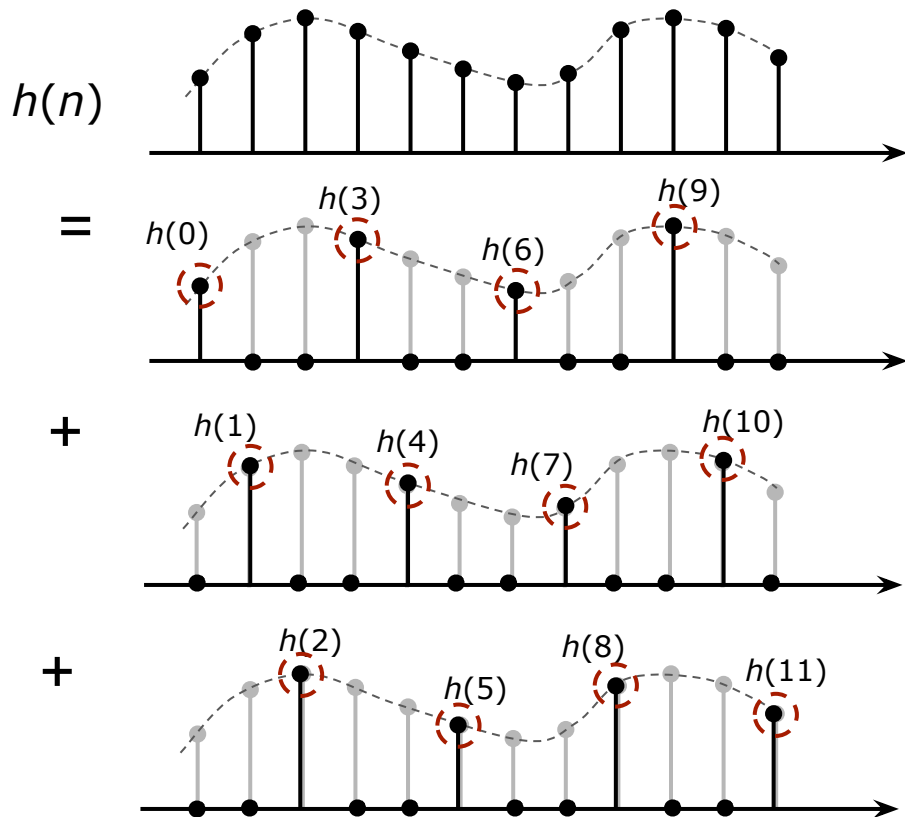 h(n)
=
h(0)
h(3)
h(6)
h(9)
+
h(1)
h(4)
h(7)
h(10)
+
h(2)
h(5)
h(8)
h(11)